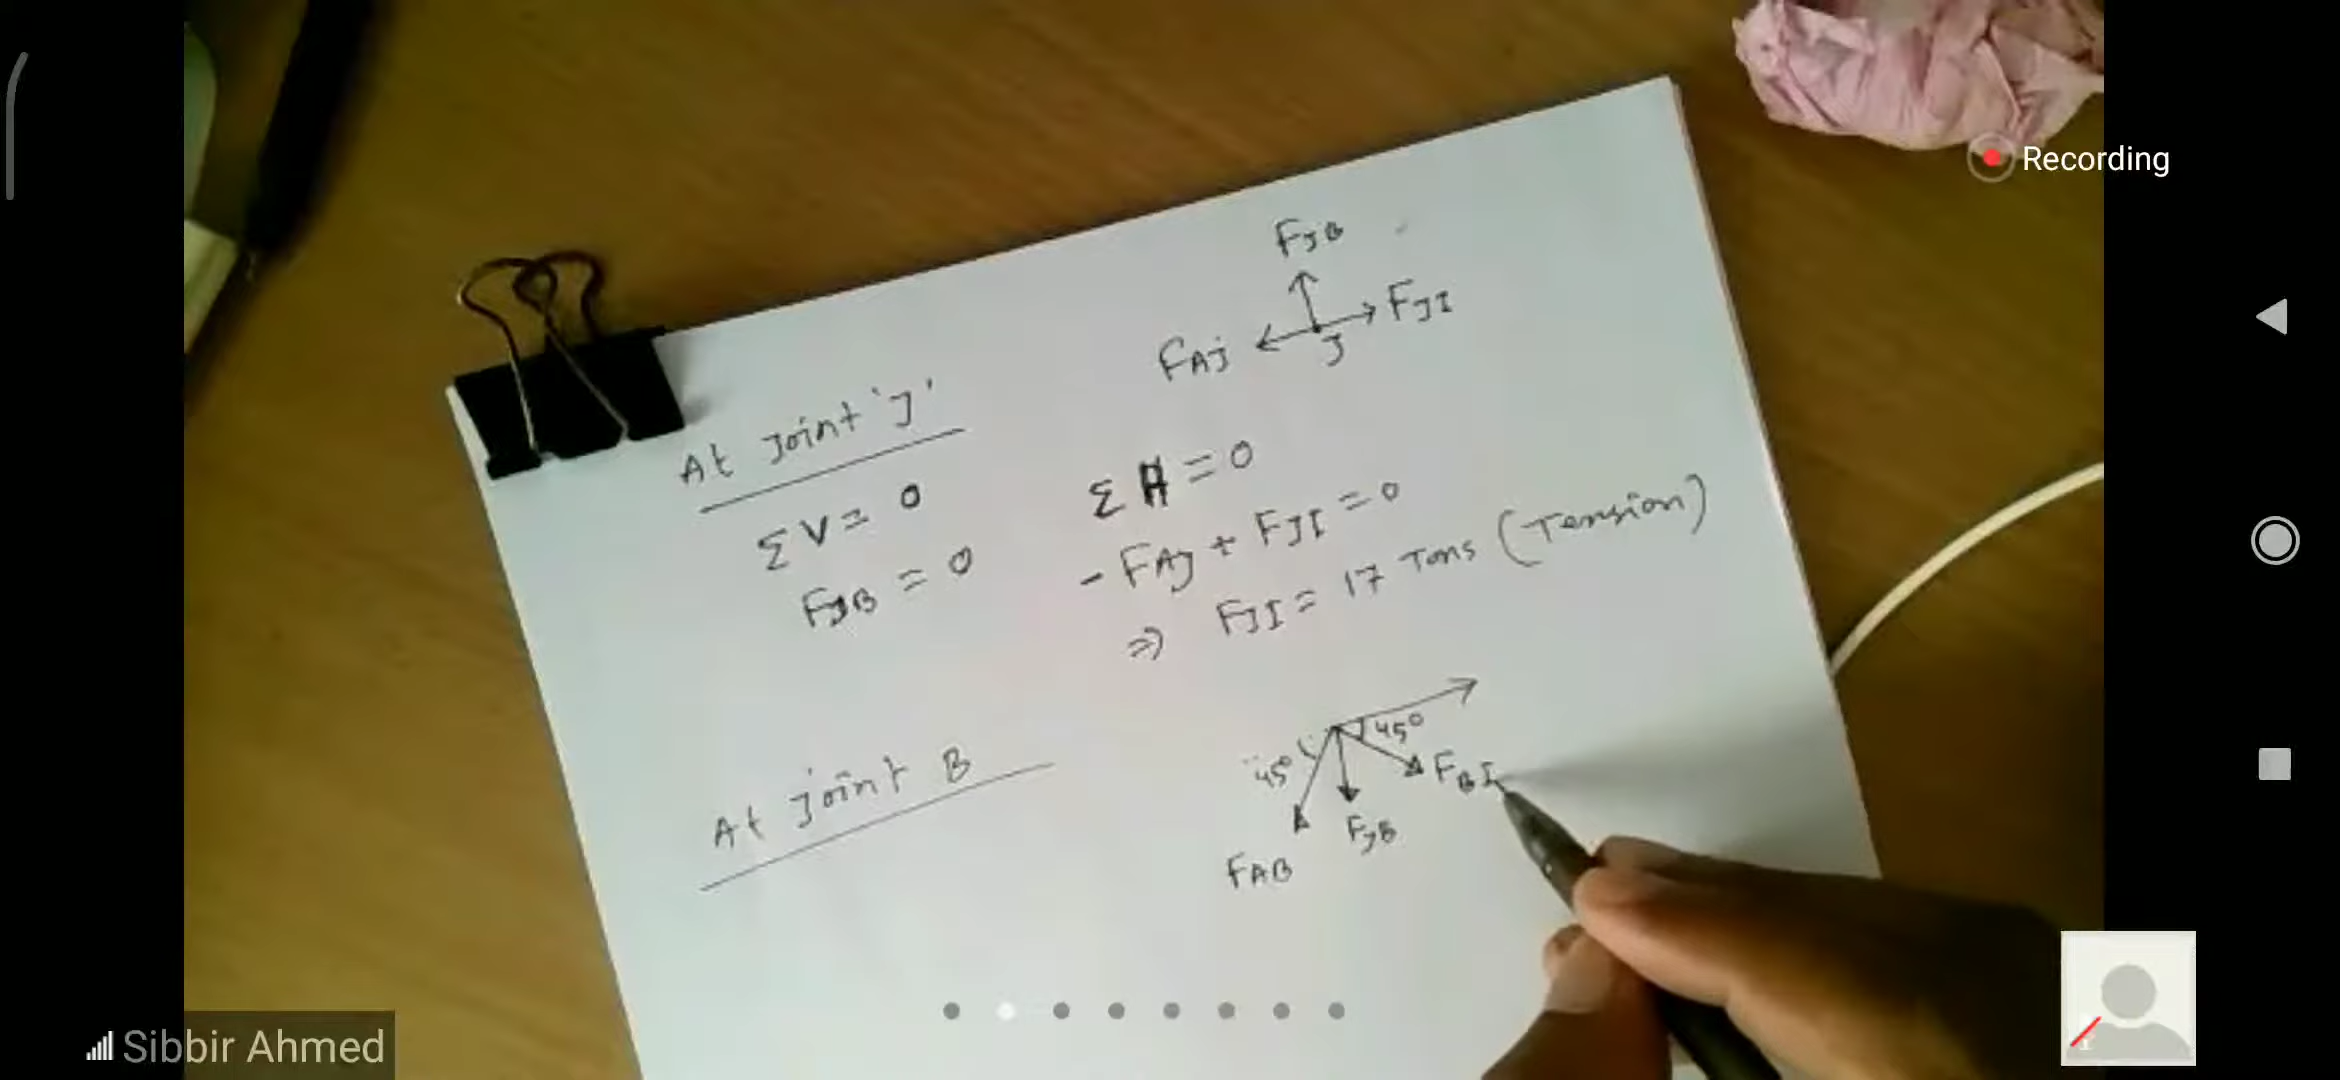 Recording
FJB
FAJ
J
FJI
At joint 'J'
ΣV = 0
ΣH = 0
FJB = 0
- FAJ + FJI = 0
⇒ FJI = 17 Tons (Tension)
At joint B
45°
45°
FBI
FJB
FAB
Sibbir Ahmed